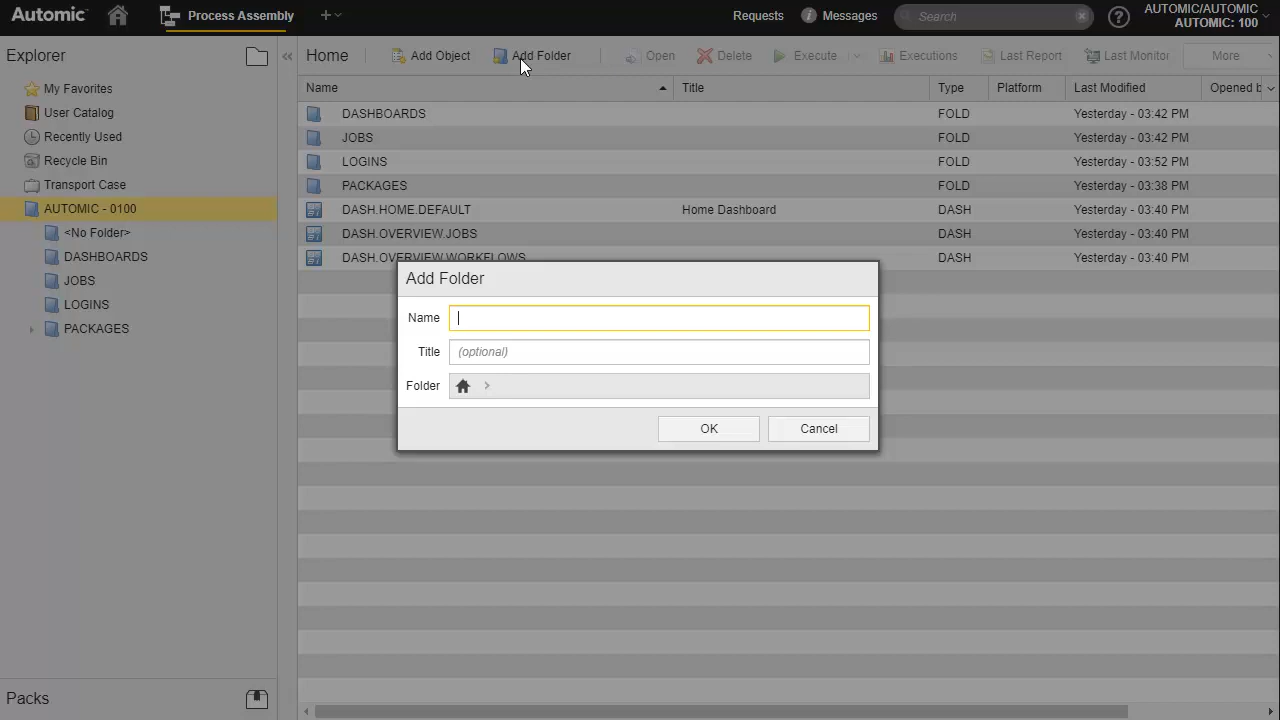 Automic Process Assembly Requests Messages Search AUTOMIC/AUTOMIC
AUTOMIC: 100
Explorer
My Favorites
User Catalog
Recently Used
Recycle Bin
Transport Case
AUTOMIC - 0100
<No Folder>
DASHBOARDS
JOBS
LOGINS
PACKAGES
Packs
Home Add Object Add Folder Open Delete Execute Executions Last Report Last Monitor More
Name Title Type Platform Last Modified Opened b
DASHBOARDS FOLD Yesterday - 03:42 PM
JOBS FOLD Yesterday - 03:42 PM
LOGINS FOLD Yesterday - 03:52 PM
PACKAGES FOLD Yesterday - 03:38 PM
DASH.HOME.DEFAULT Home Dashboard DASH Yesterday - 03:40 PM
DASH.OVERVIEW.JOBS DASH Yesterday - 03:40 PM
DASH.OVERVIEW.WORKFLOWS DASH Yesterday - 03:40 PM
Add Folder
Name
Title (optional)
Folder
OK Cancel